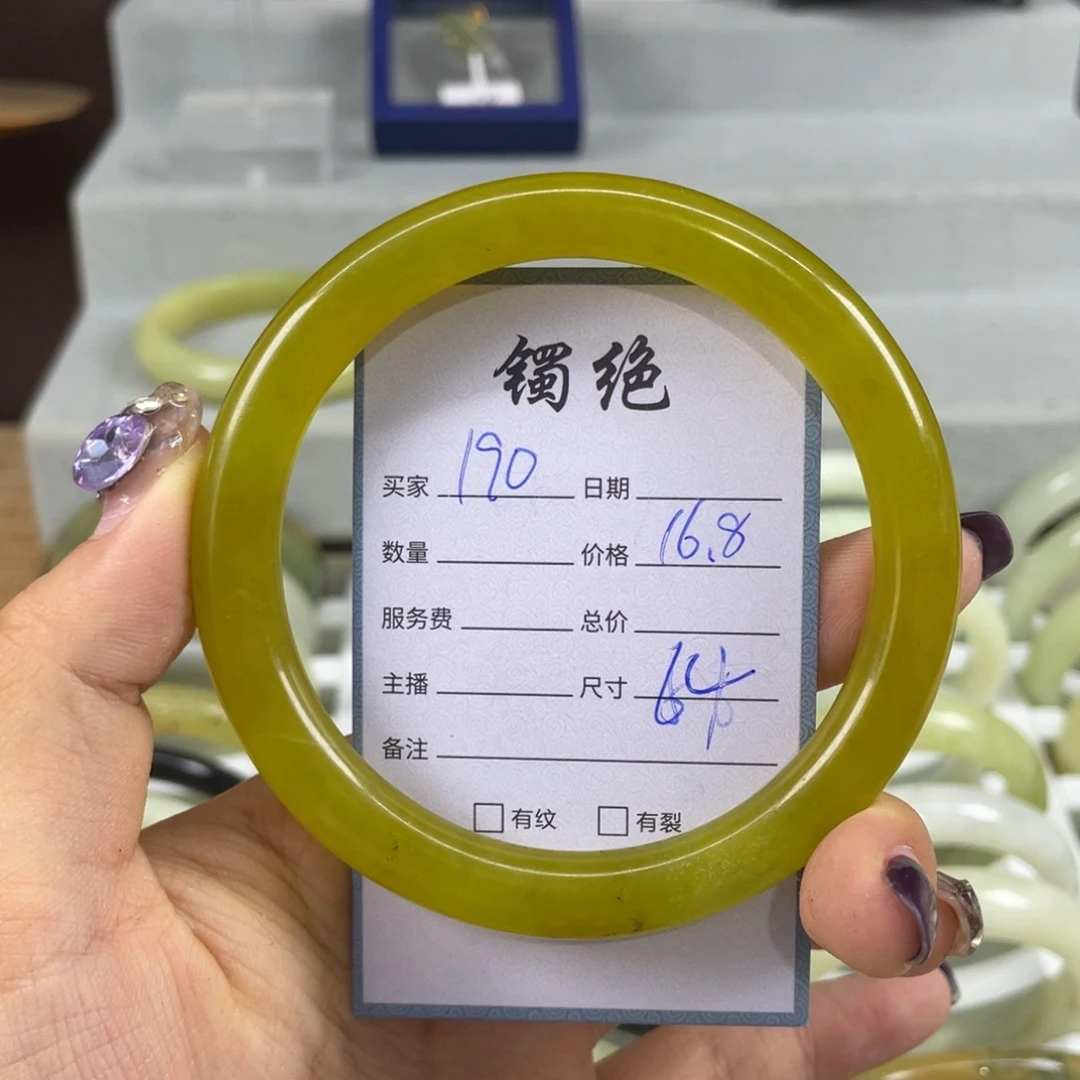 镯绝
买家 190 日期
数量 价格 16.8
服务费 总价
主播 尺寸 64
备注
有纹 有裂